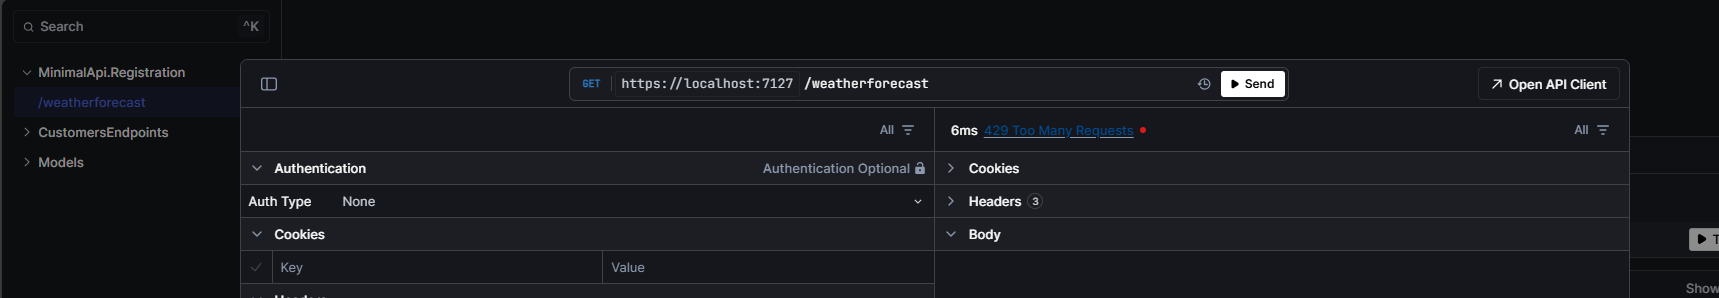 Search ^K
MinimalApi.Registration
/weatherforecast
CustomersEndpoints
Models
GET https://localhost:7127 /weatherforecast Send
Open API Client
All
6ms 429 Too Many Requests All
Authentication Authentication Optional
Auth Type None
Cookies
Key Value
Cookies
Headers 3
Body
Show